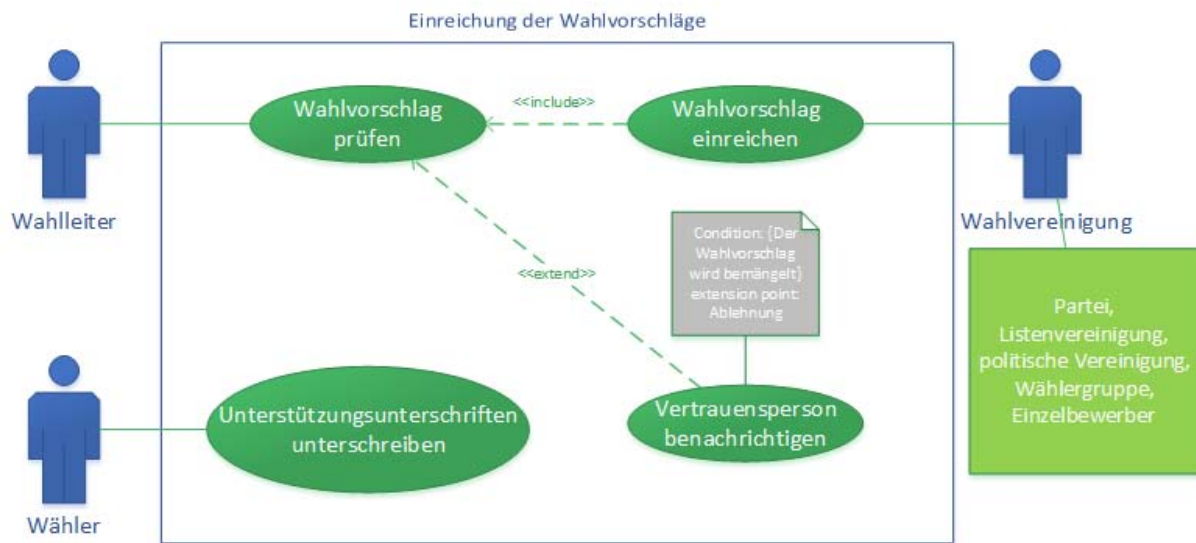 Einreichung der Wahlvorschläge
Wahlvorschlag
prüfen
<<include>>
Wahlvorschlag
einreichen
Wahlleiter
Wahlvereinigung
Condition: {Der
Wahlvorschlag
wird bemängelt}
extension point:
Ablehnung
<<extend>>
Partei,
Listenvereinigung,
politische Vereinigung,
Wählergruppe,
Einzelbewerber
Unterstützungsunterschriften
unterschreiben
Vertrauensperson
benachrichtigen
Wähler